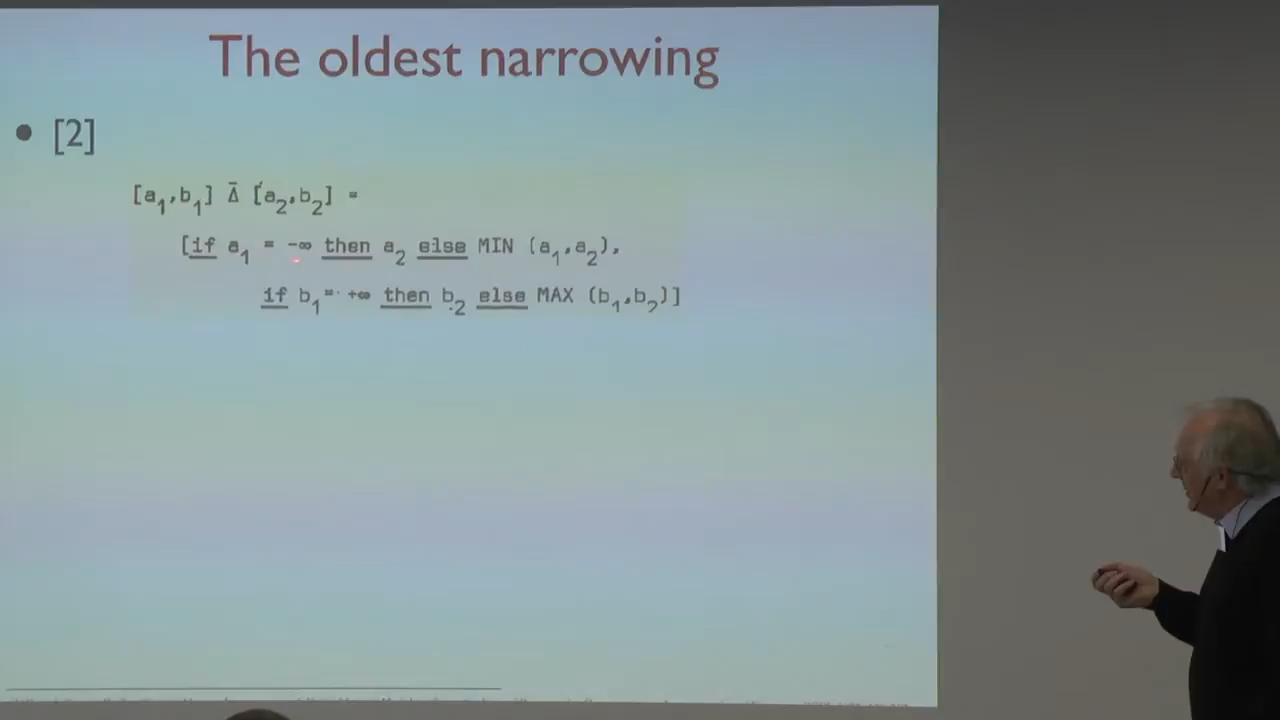 The oldest narrowing
• [2]
[a₁,b₁] Δ̄ [a₂,b₂] =
[if a₁ = -∞ then a₂ else MIN (a₁,a₂),
if b₁ = +∞ then b₂ else MAX (b₁,b₂)]